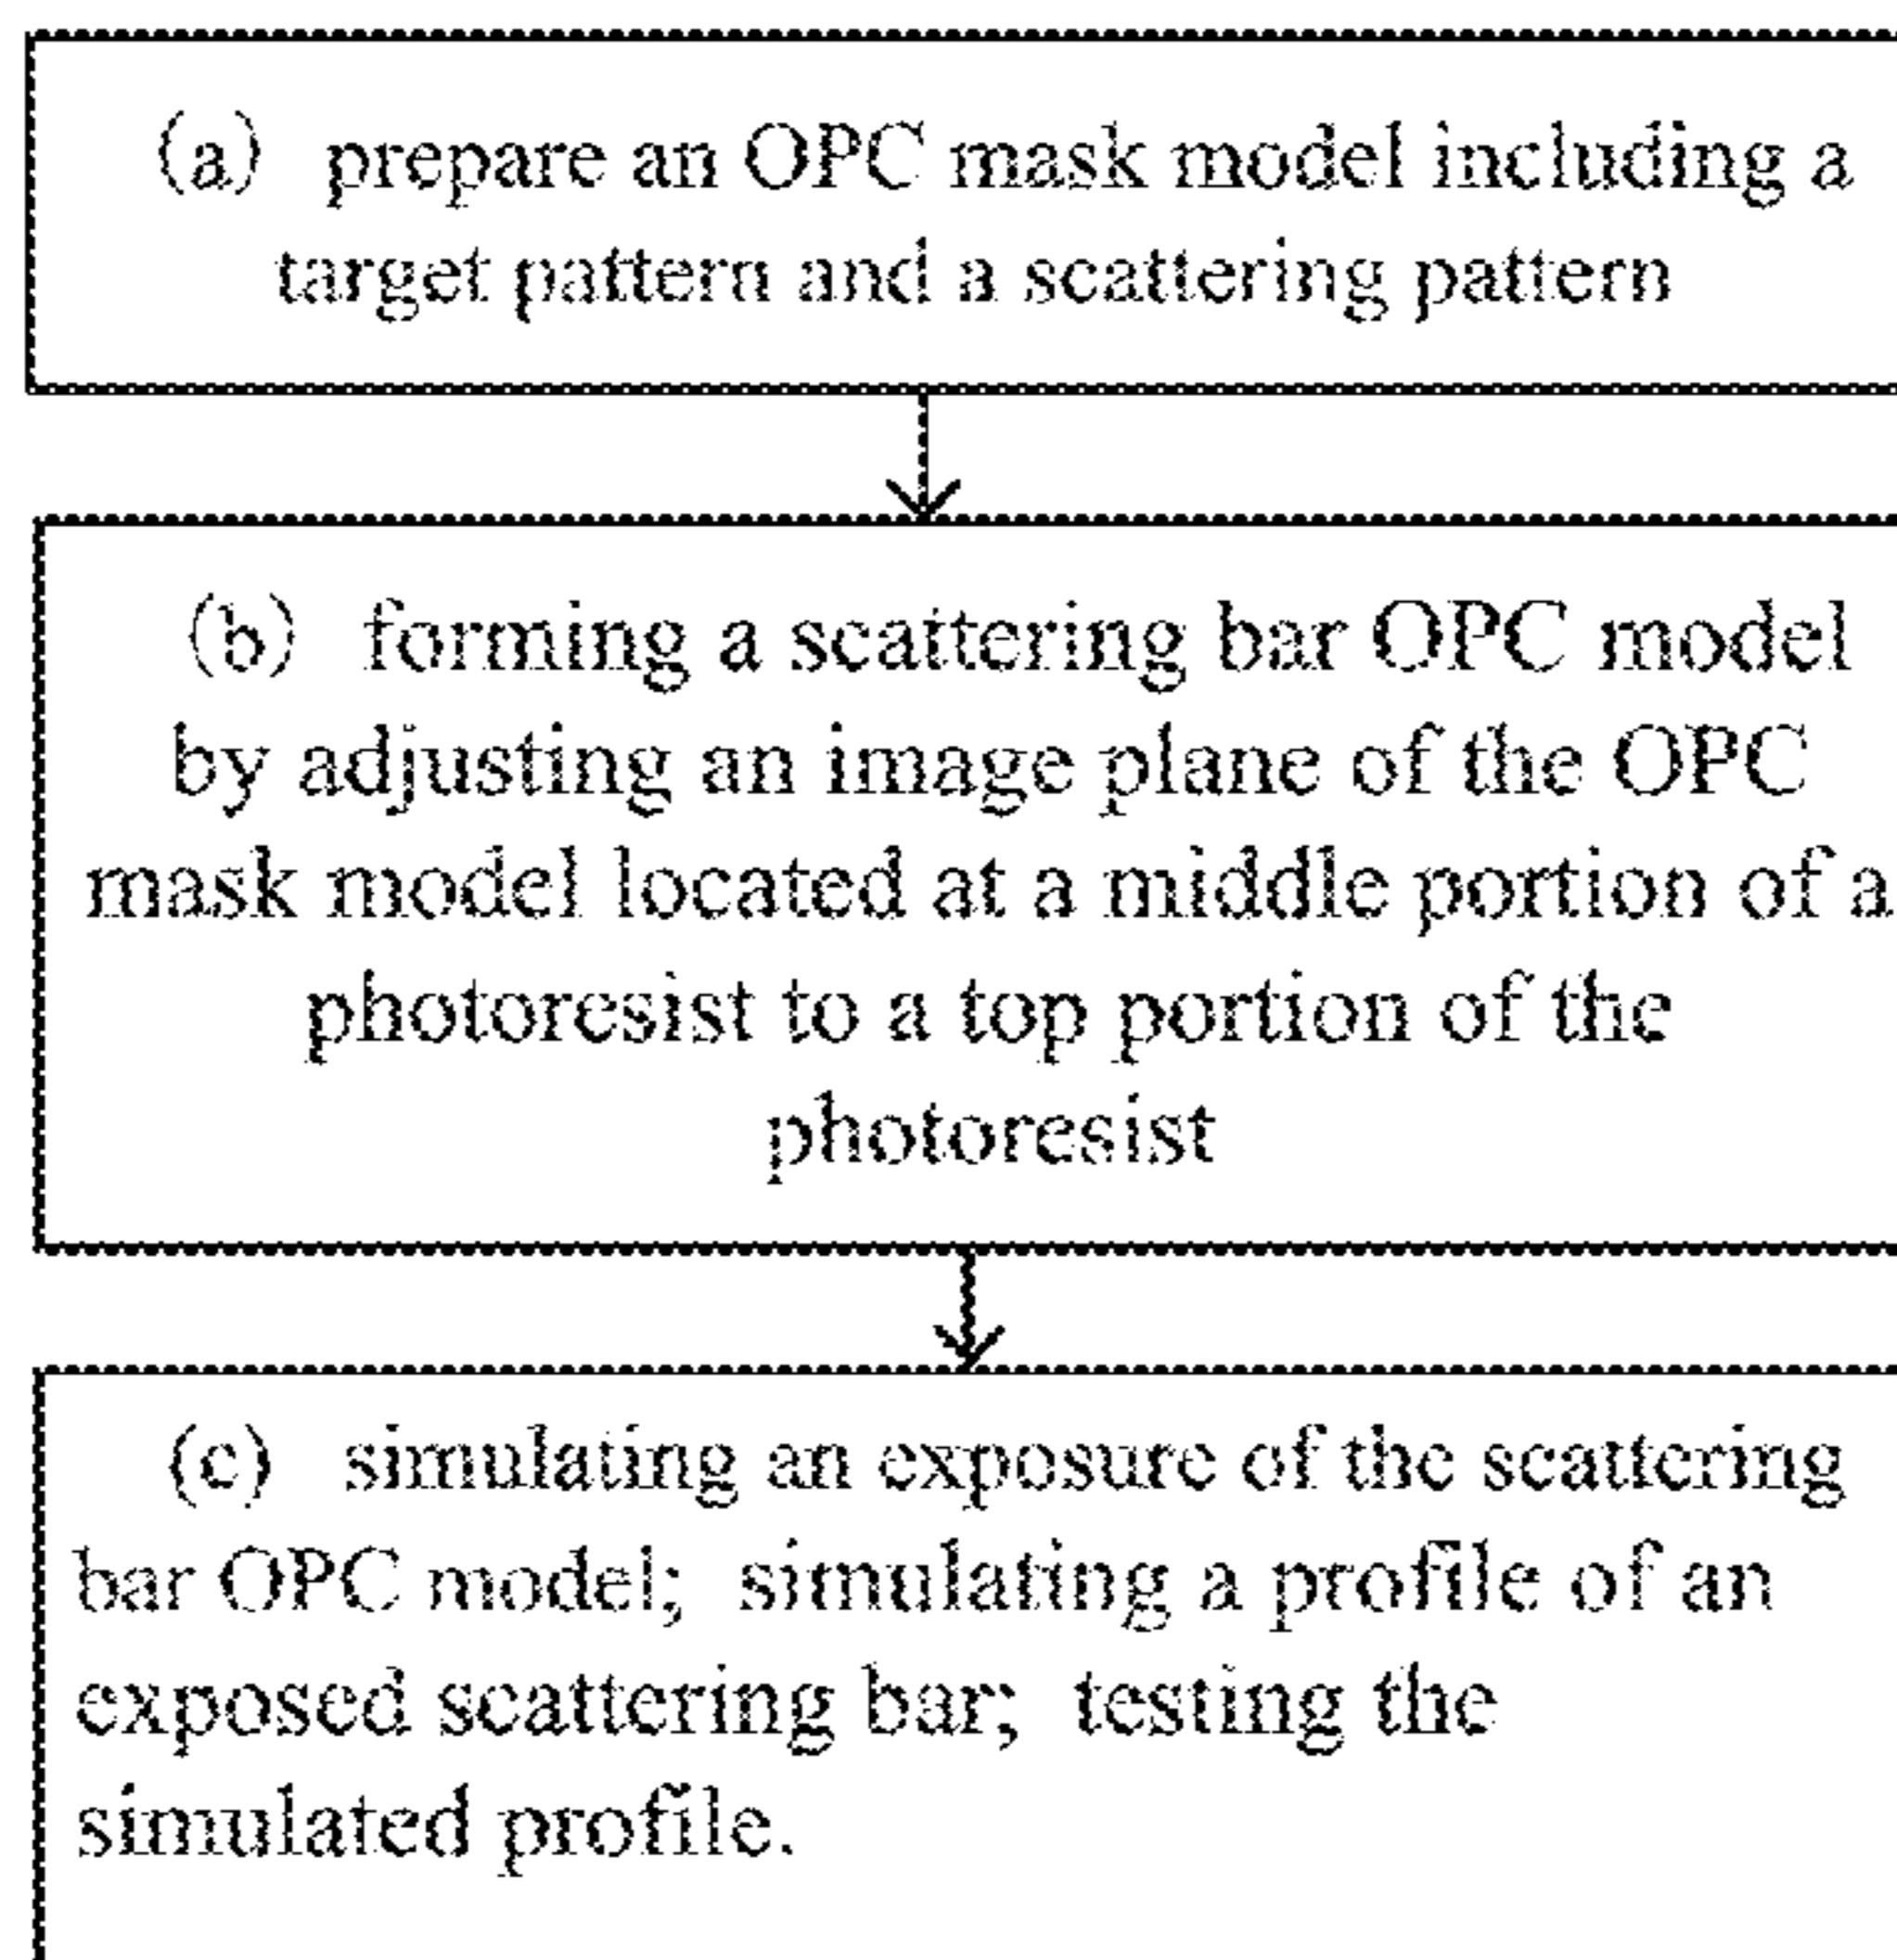 (a) prepare an OPC mask model including a
target pattern and a scattering pattern
(b) forming a scattering bar OPC model
by adjusting an image plane of the OPC
mask model located at a middle portion of a
photoresist to a top portion of the
photoresist
(c) simulating an exposure of the scattering
bar OPC model; simulating a profile of an
exposed scattering bar; testing the
simulated profile.